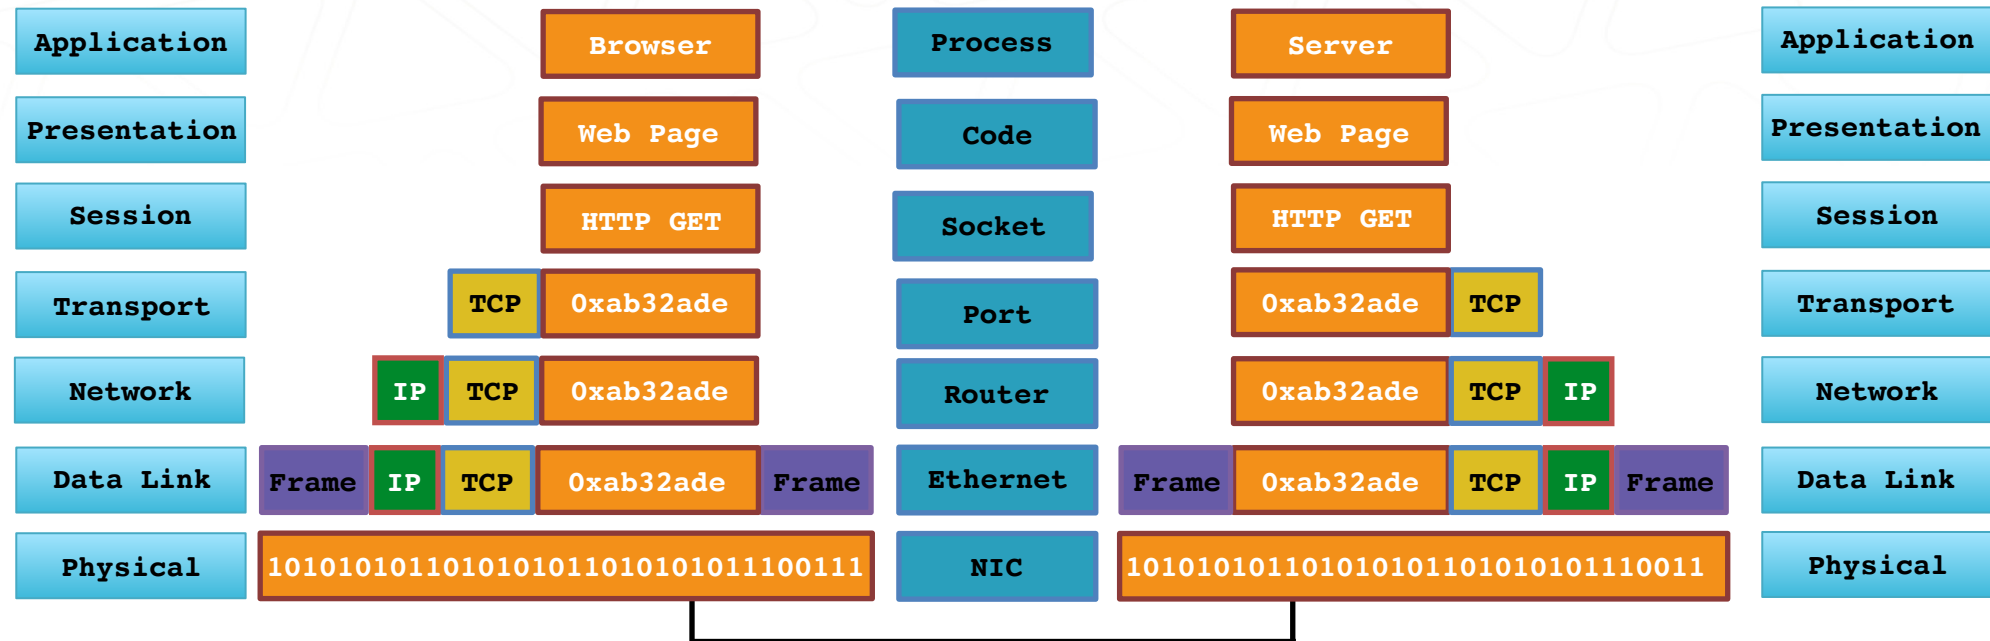 Application Browser Process Server Application
Presentation Web Page Code Web Page Presentation
Session HTTP GET Socket HTTP GET Session
Transport TCP 0xab32ade Port 0xab32ade TCP Transport
Network IP TCP 0xab32ade Router 0xab32ade TCP IP Network
Data Link Frame IP TCP 0xab32ade Frame Ethernet Frame 0xab32ade TCP IP Frame Data Link
Physical 1010101011010101011010101011100111 NIC 101010101101010101101010101110011 Physical